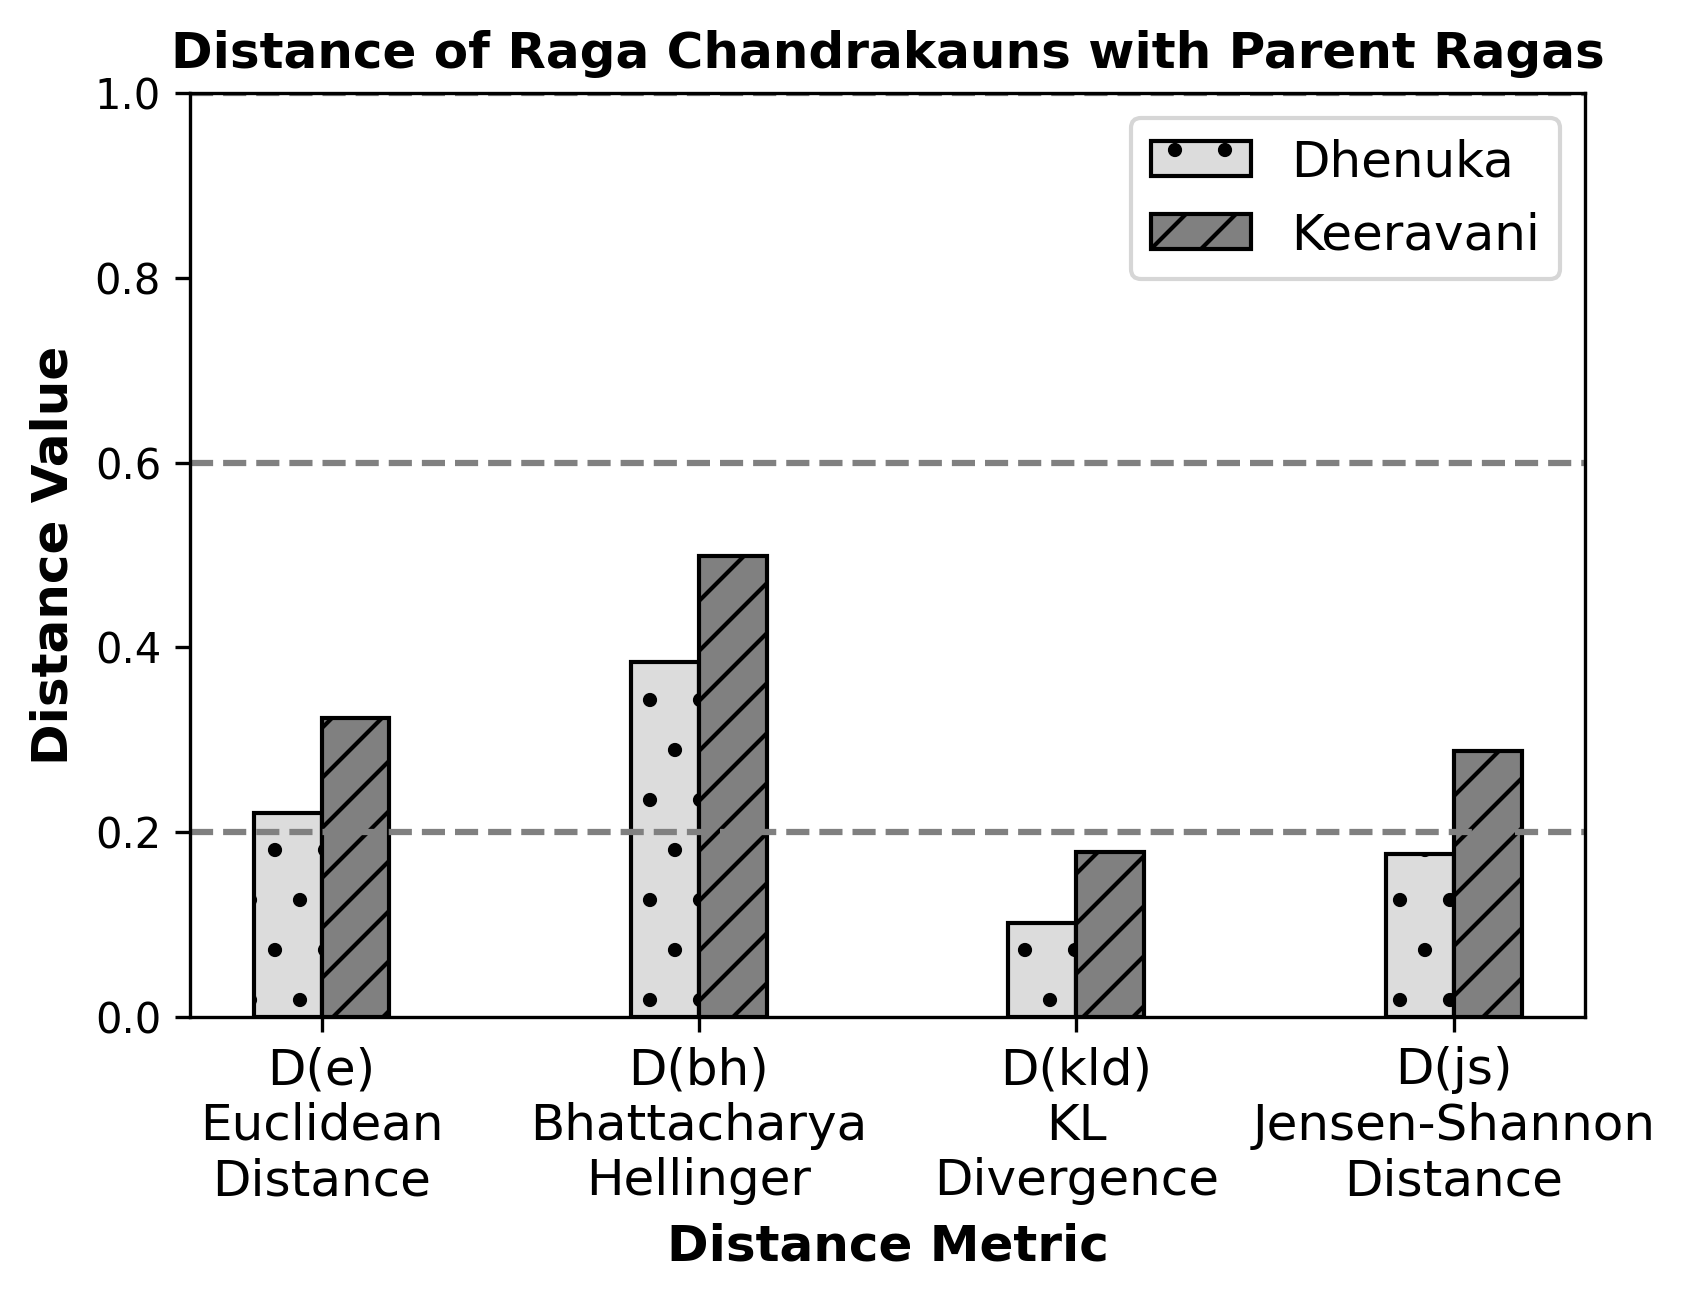 Distance of Raga Chandrakauns with Parent Ragas
1.0
0.8
0.6
0.4
0.2
0.0
Distance Value
Dhenuka
Keeravani
D(e)
Euclidean
Distance
D(bh)
Bhattacharya
Hellinger
D(kld)
KL
Divergence
D(js)
Jensen-Shannon
Distance
Distance Metric